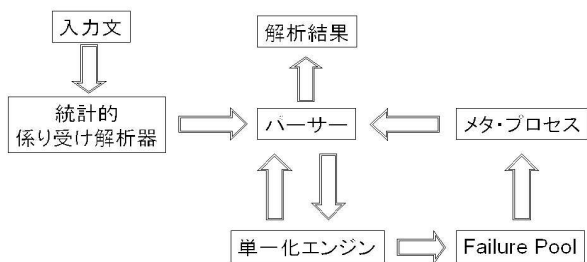 入力文
解析結果
統計的
係り受け解析器
パーサー
メタ・プロセス
単一化エンジン
Failure Pool